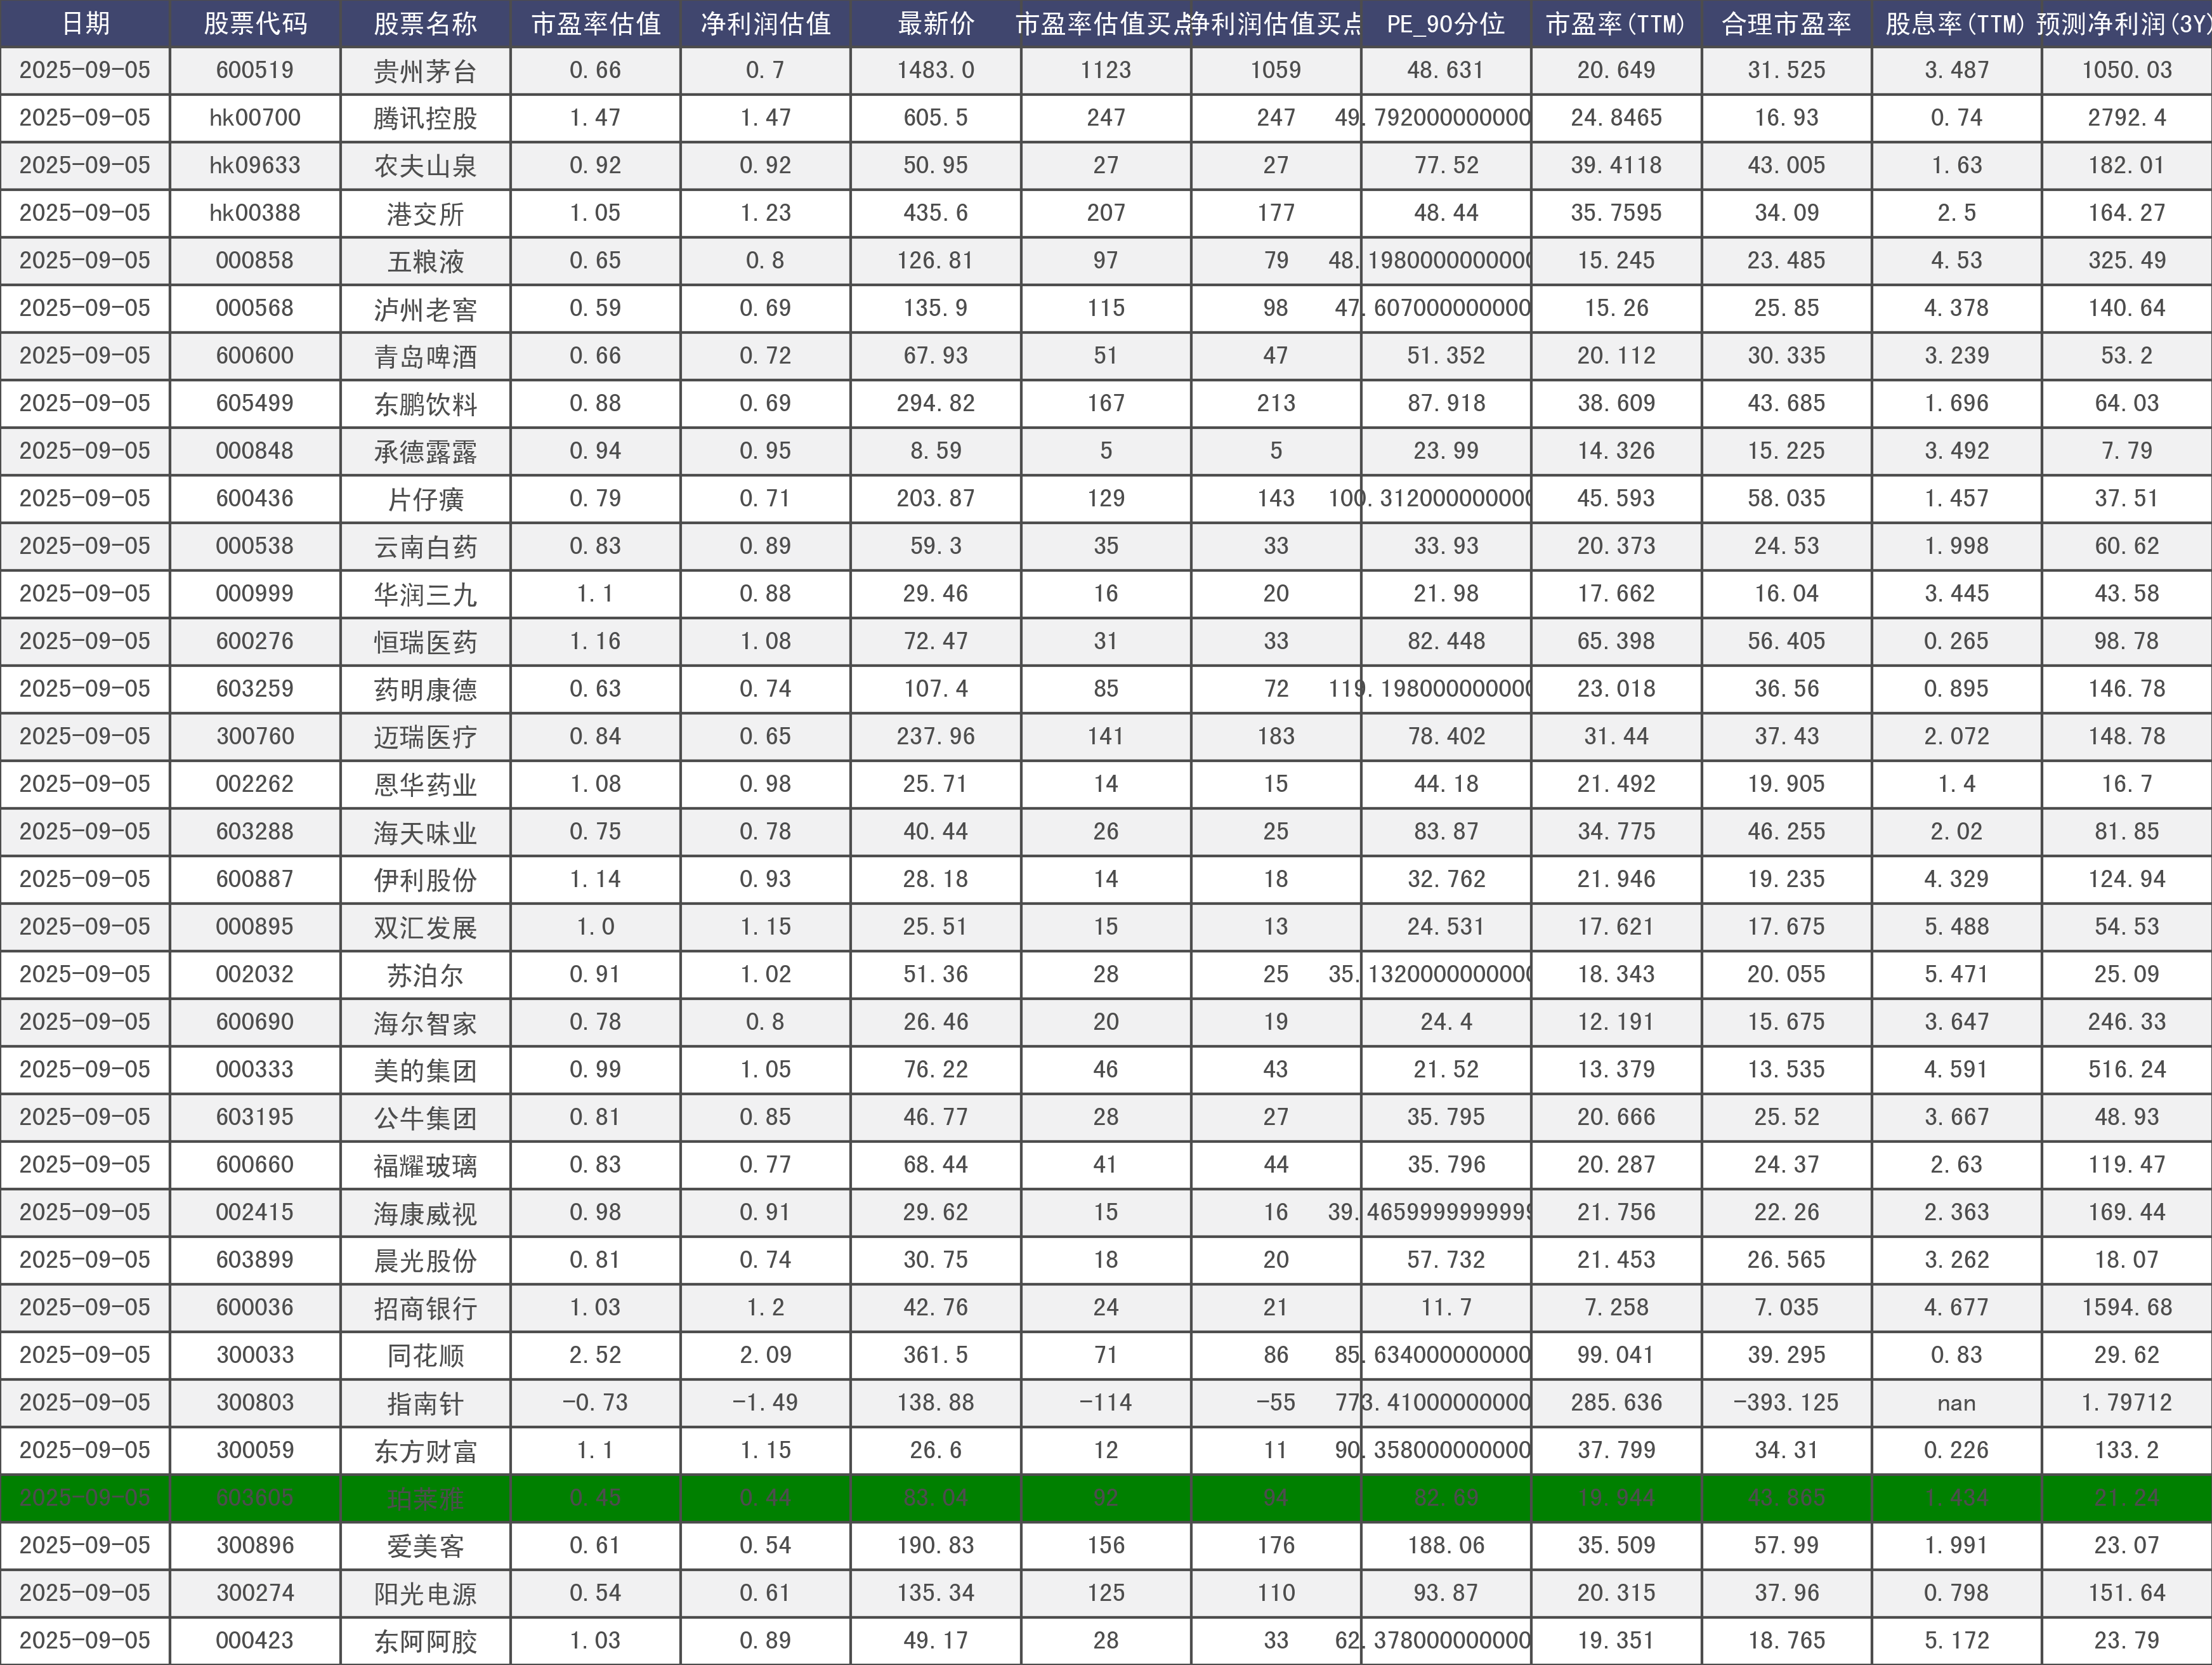 日期 股票代码 股票名称 市盈率估值 净利润估值 最新价 市盈率估值买点 净利润估值买点 PE_90分位 市盈率(TTM) 合理市盈率 股息率(TTM) 预测净利润(3Y)
2025-09-05 600519 贵州茅台 0.66 0.7 1483.0 1123 1059 48.631 20.649 31.525 3.487 1050.03
2025-09-05 hk00700 腾讯控股 1.47 1.47 605.5 247 247 49.792000000000 24.8465 16.93 0.74 2792.4
2025-09-05 hk09633 农夫山泉 0.92 0.92 50.95 27 27 77.52 39.4118 43.005 1.63 182.01
2025-09-05 hk00388 港交所 1.05 1.23 435.6 207 177 48.44 35.7595 34.09 2.5 164.27
2025-09-05 000858 五粮液 0.65 0.8 126.81 97 79 48.1980000000000 15.245 23.485 4.53 325.49
2025-09-05 000568 泸州老窖 0.59 0.69 135.9 115 98 47.607000000000 15.26 25.85 4.378 140.64
2025-09-05 600600 青岛啤酒 0.66 0.72 67.93 51 47 51.352 20.112 30.335 3.239 53.2
2025-09-05 605499 东鹏饮料 0.88 0.69 294.82 167 213 87.918 38.609 43.685 1.696 64.03
2025-09-05 000848 承德露露 0.94 0.95 8.59 5 5 23.99 14.326 15.225 3.492 7.79
2025-09-05 600436 片仔癀 0.79 0.71 203.87 129 143 100.312000000000 45.593 58.035 1.457 37.51
2025-09-05 000538 云南白药 0.83 0.89 59.3 35 33 33.93 20.373 24.53 1.998 60.62
2025-09-05 000999 华润三九 1.1 0.88 29.46 16 20 21.98 17.662 16.04 3.445 43.58
2025-09-05 600276 恒瑞医药 1.16 1.08 72.47 31 33 82.448 65.398 56.405 0.265 98.78
2025-09-05 603259 药明康德 0.63 0.74 107.4 85 72 119.198000000000 23.018 36.56 0.895 146.78
2025-09-05 300760 迈瑞医疗 0.84 0.65 237.96 141 183 78.402 31.44 37.43 2.072 148.78
2025-09-05 002262 恩华药业 1.08 0.98 25.71 14 15 44.18 21.492 19.905 1.4 16.7
2025-09-05 603288 海天味业 0.75 0.78 40.44 26 25 83.87 34.775 46.255 2.02 81.85
2025-09-05 600887 伊利股份 1.14 0.93 28.18 14 18 32.762 21.946 19.235 4.329 124.94
2025-09-05 000895 双汇发展 1.0 1.15 25.51 15 13 24.531 17.621 17.675 5.488 54.53
2025-09-05 002032 苏泊尔 0.91 1.02 51.36 28 25 35.1320000000000 18.343 20.055 5.471 25.09
2025-09-05 600690 海尔智家 0.78 0.8 26.46 20 19 24.4 12.191 15.675 3.647 246.33
2025-09-05 000333 美的集团 0.99 1.05 76.22 46 43 21.52 13.379 13.535 4.591 516.24
2025-09-05 603195 公牛集团 0.81 0.85 46.77 28 27 35.795 20.666 25.52 3.667 48.93
2025-09-05 600660 福耀玻璃 0.83 0.77 68.44 41 44 35.796 20.287 24.37 2.63 119.47
2025-09-05 002415 海康威视 0.98 0.91 29.62 15 16 39.4659999999999 21.756 22.26 2.363 169.44
2025-09-05 603899 晨光股份 0.81 0.74 30.75 18 20 57.732 21.453 26.565 3.262 18.07
2025-09-05 600036 招商银行 1.03 1.2 42.76 24 21 11.7 7.258 7.035 4.677 1594.68
2025-09-05 300033 同花顺 2.52 2.09 361.5 71 86 85.634000000000 99.041 39.295 0.83 29.62
2025-09-05 300803 指南针 -0.73 -1.49 138.88 -114 -55 773.41000000000 285.636 -393.125 nan 1.79712
2025-09-05 300059 东方财富 1.1 1.15 26.6 12 11 90.358000000000 37.799 34.31 0.226 133.2
2025-09-05 603605 珀莱雅 0.45 0.44 83.04 92 94 62.69 19.944 43.865 1.434 21.24
2025-09-05 300896 爱美客 0.61 0.54 190.83 156 176 188.06 35.509 57.99 1.991 23.07
2025-09-05 300274 阳光电源 0.54 0.61 135.34 125 110 93.87 20.315 37.96 0.798 151.64
2025-09-05 000423 东阿阿胶 1.03 0.89 49.17 28 33 62.378000000000 19.351 18.765 5.172 23.79